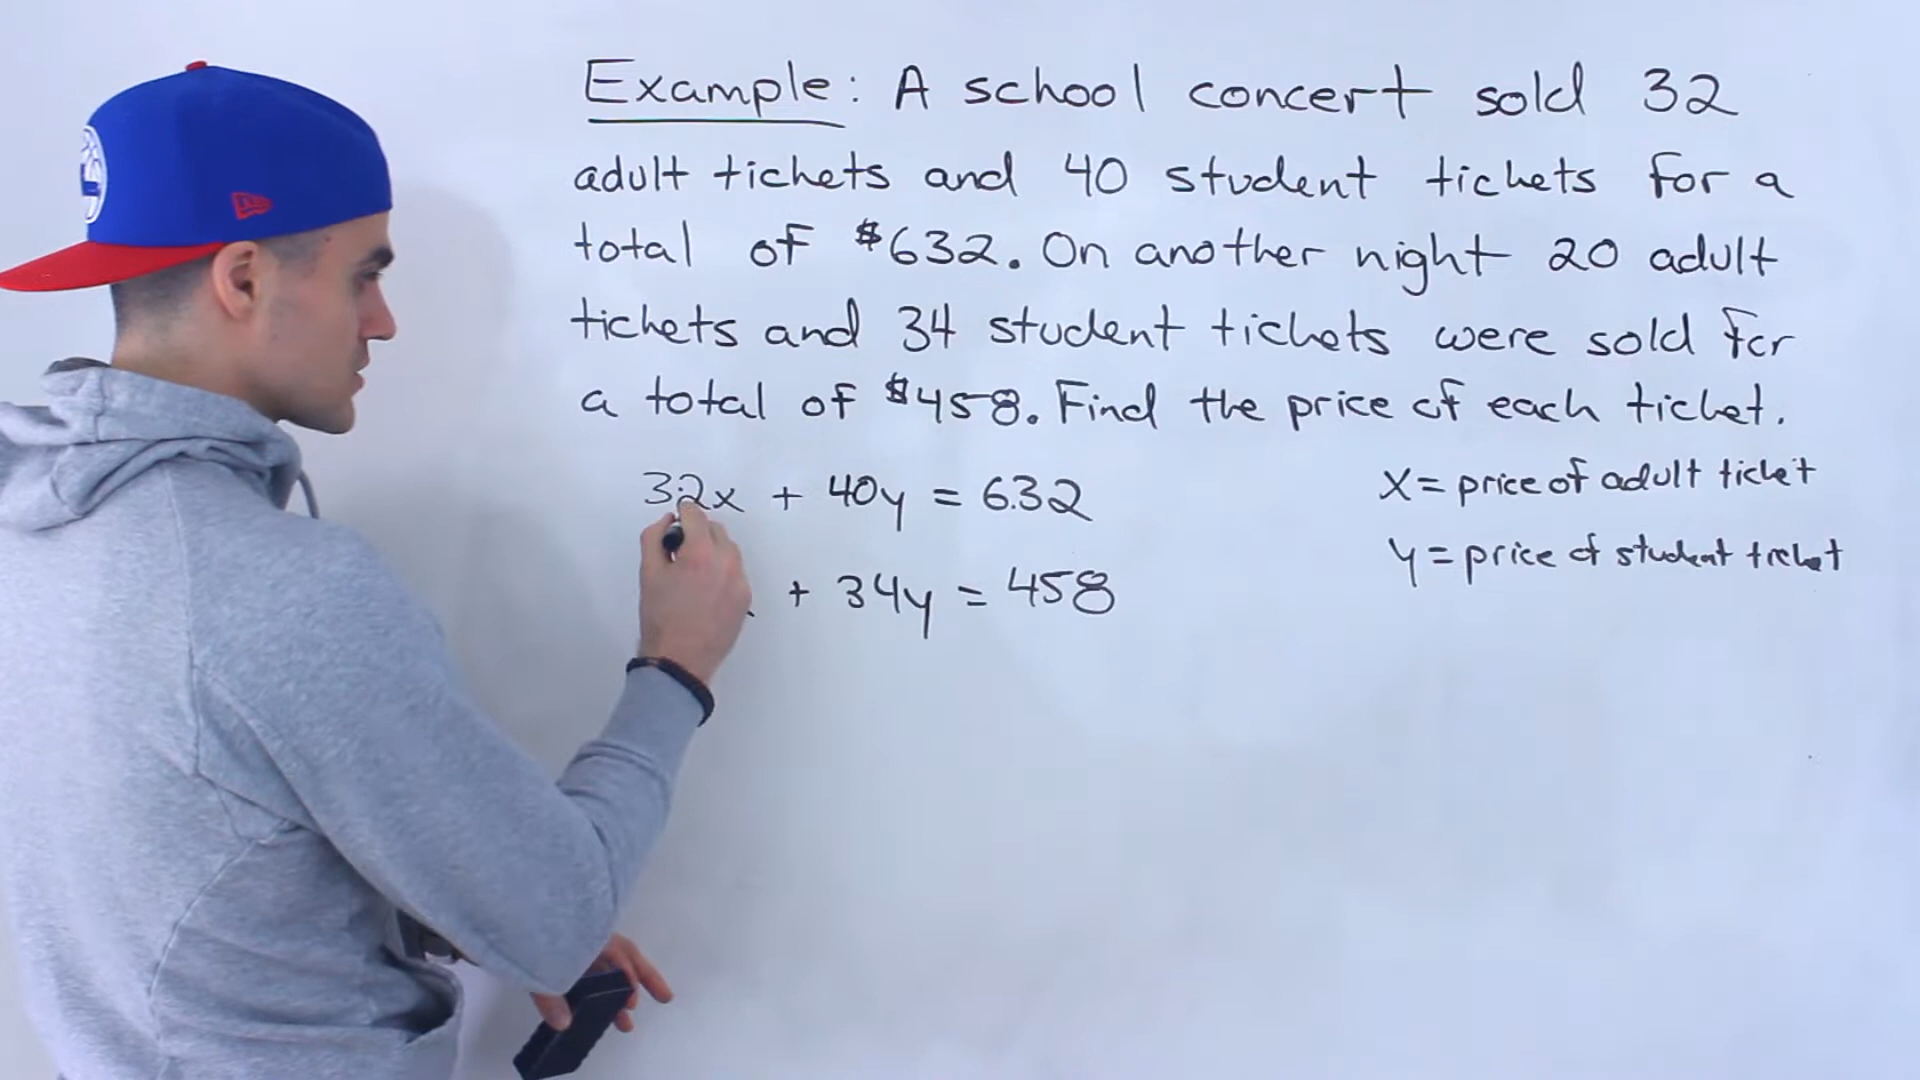 Example: A school concert sold 32
adult tickets and 40 student tickets for a
total of $632. On another night 20 adult
tickets and 34 student tickets were sold for
a total of $458. Find the price of each ticket.
32x + 40y = 632
x = price of adult ticket
y = price of student ticket
+ 34y = 458